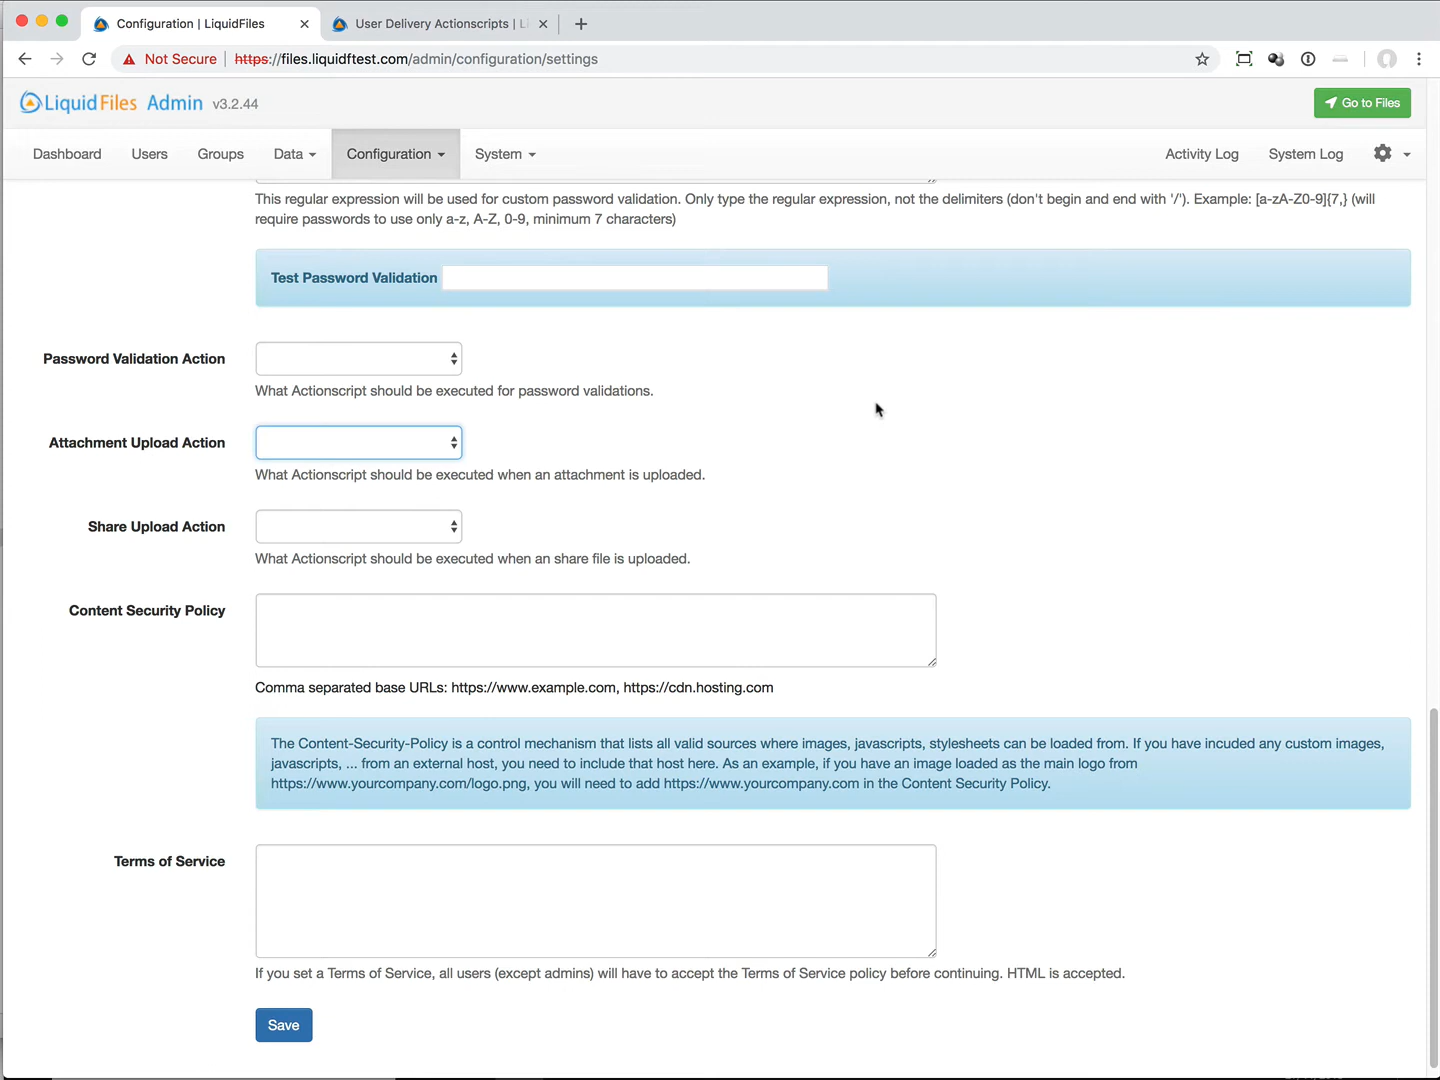 Configuration | LiquidFiles
User Delivery Actionscripts |
Not Secure
https://files.liquidftest.com/admin/configuration/settings
LiquidFiles Admin v3.2.44
Go to Files
Dashboard Users Groups Data Configuration System Activity Log System Log
This regular expression will be used for custom password validation. Only type the regular expression, not the delimiters (don't begin and end with '/'). Example: [a-zA-Z0-9]{7,} (will
require passwords to use only a-z, A-Z, 0-9, minimum 7 characters)
Test Password Validation
Password Validation Action
What Actionscript should be executed for password validations.
Attachment Upload Action
What Actionscript should be executed when an attachment is uploaded.
Share Upload Action
What Actionscript should be executed when an share file is uploaded.
Content Security Policy
Comma separated base URLs: https://www.example.com, https://cdn.hosting.com
The Content-Security-Policy is a control mechanism that lists all valid sources where images, javascripts, stylesheets can be loaded from. If you have incuded any custom images,
javascripts, ... from an external host, you need to include that host here. As an example, if you have an image loaded as the main logo from
https://www.yourcompany.com/logo.png, you will need to add https://www.yourcompany.com in the Content Security Policy.
Terms of Service
If you set a Terms of Service, all users (except admins) will have to accept the Terms of Service policy before continuing. HTML is accepted.
Save